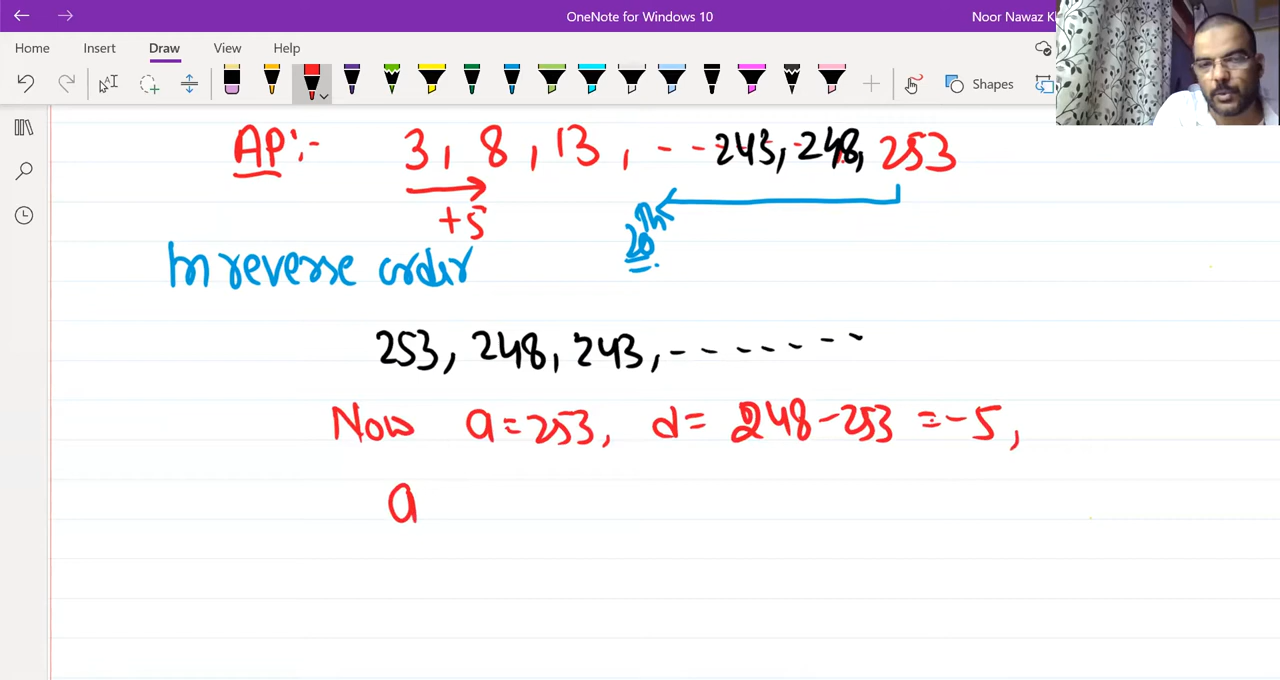 OneNote for Windows 10
Noor Nawaz K
Home Insert Draw View Help
Shapes
AP:- 3, 8, 13, - - - - 243, 248, 253
+5
20th
In reverse order
253, 248, 243, - - - - - - - -
Now a = 253, d = 248 - 253 = -5,
a